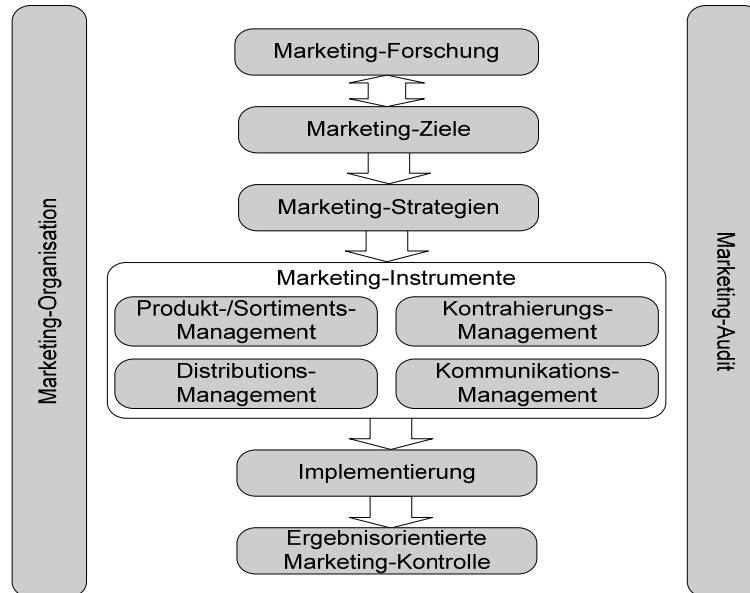 Marketing-Organisation
Marketing-Forschung
Marketing-Ziele
Marketing-Strategien
Marketing-Instrumente
Produkt-/Sortiments-
Management
Kontrahierungs-
Management
Distributions-
Management
Kommunikations-
Management
Implementierung
Ergebnisorientierte
Marketing-Kontrolle
Marketing-Audit